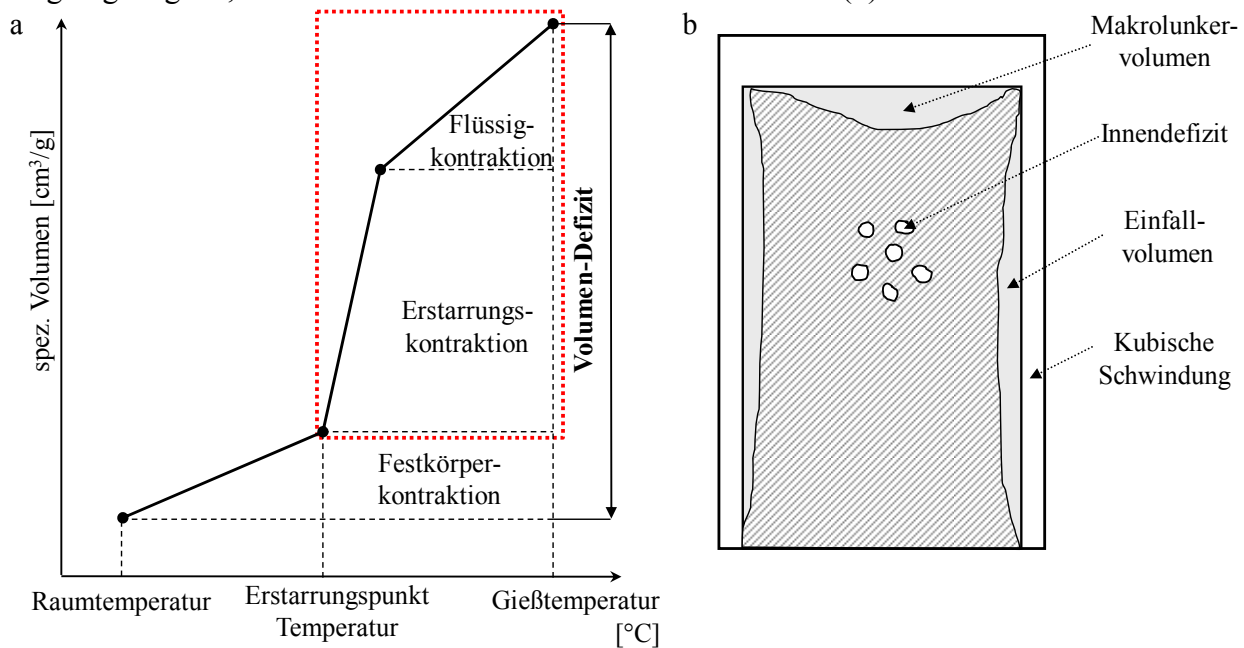 a
spez. Volumen [cm³/g]
Flüssig-
kontraktion
Erstarrungs-
kontraktion
Festkörper-
kontraktion
Volumen-Defizit
Raumtemperatur
Erstarrungspunkt
Temperatur
Gießtemperatur
[°C]
b
Makrolunker-
volumen
Innendefizit
Einfall-
volumen
Kubische
Schwindung